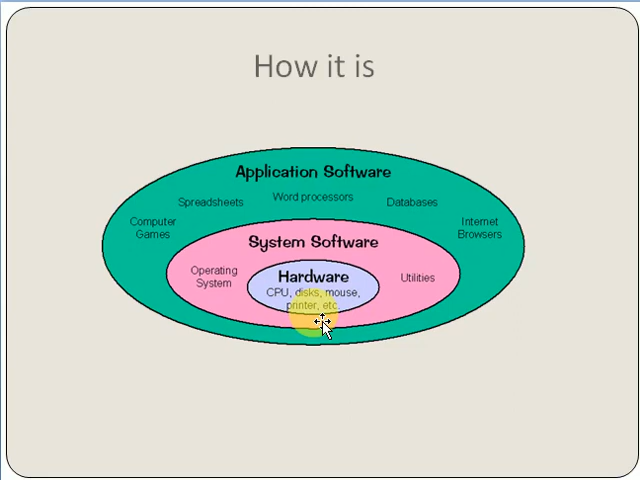 How it is
Application Software
Spreadsheets Word processors Databases
Computer
Games
Internet
Browsers
System Software
Operating
System
Utilities
Hardware
CPU, disks, mouse,
printer, etc.